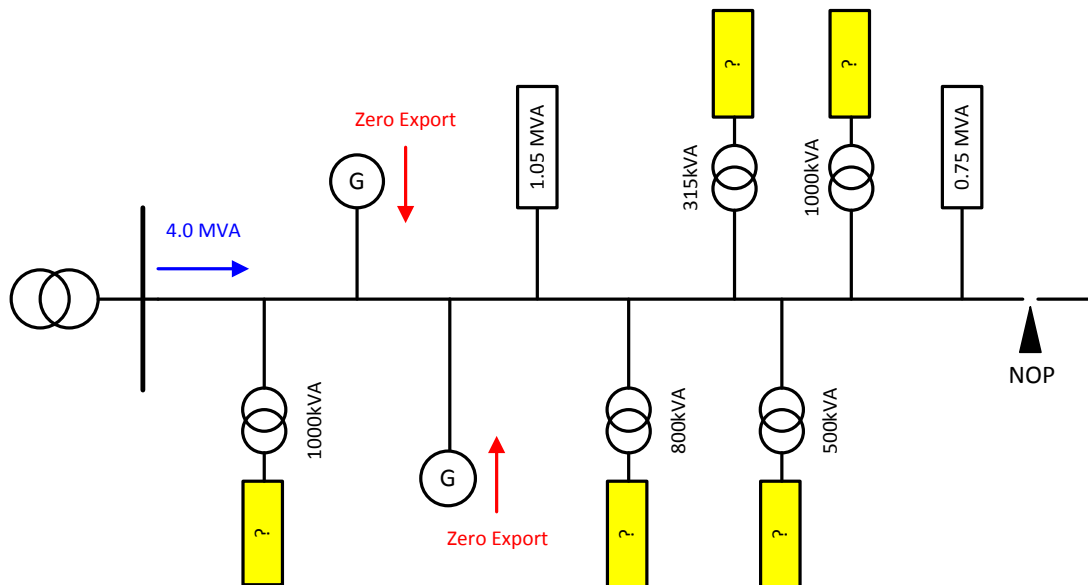 ?
?
Zero Export
1.05 MVA
315kVA
1000kVA
0.75 MVA
G
4.0 MVA
NOP
1000kVA
800kVA
500kVA
G
?
Zero Export
?
?